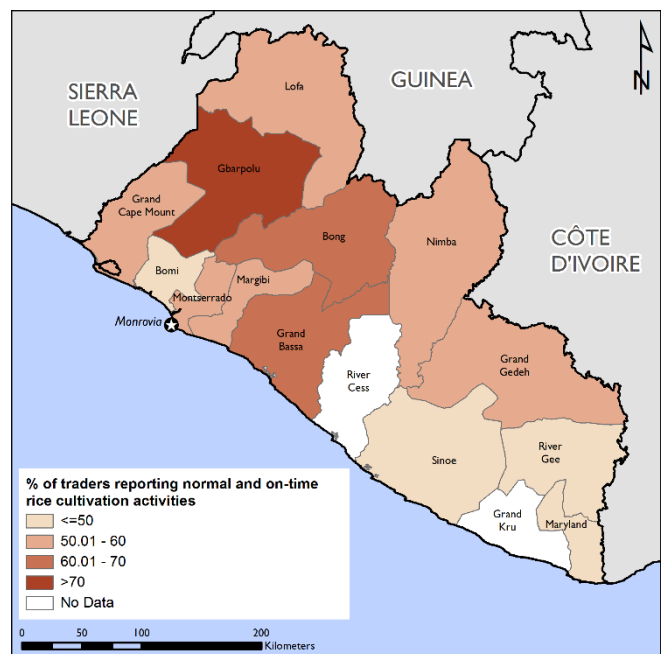 N
SIERRA
LEONE
GUINEA
CÔTE
D'IVOIRE
Lofa
Gbarpolu
Grand
Cape Mount
Bong
Nimba
Bomi
Margibi
Montserrado
Monrovia
Grand
Bassa
River
Cess
Grand
Gedeh
Sinoe
River
Gee
Grand
Kru
Maryland
% of traders reporting normal and on-time
rice cultivation activities
<=50
50.01 - 60
60.01 - 70
>70
No Data
0 50 100 200
Kilometers